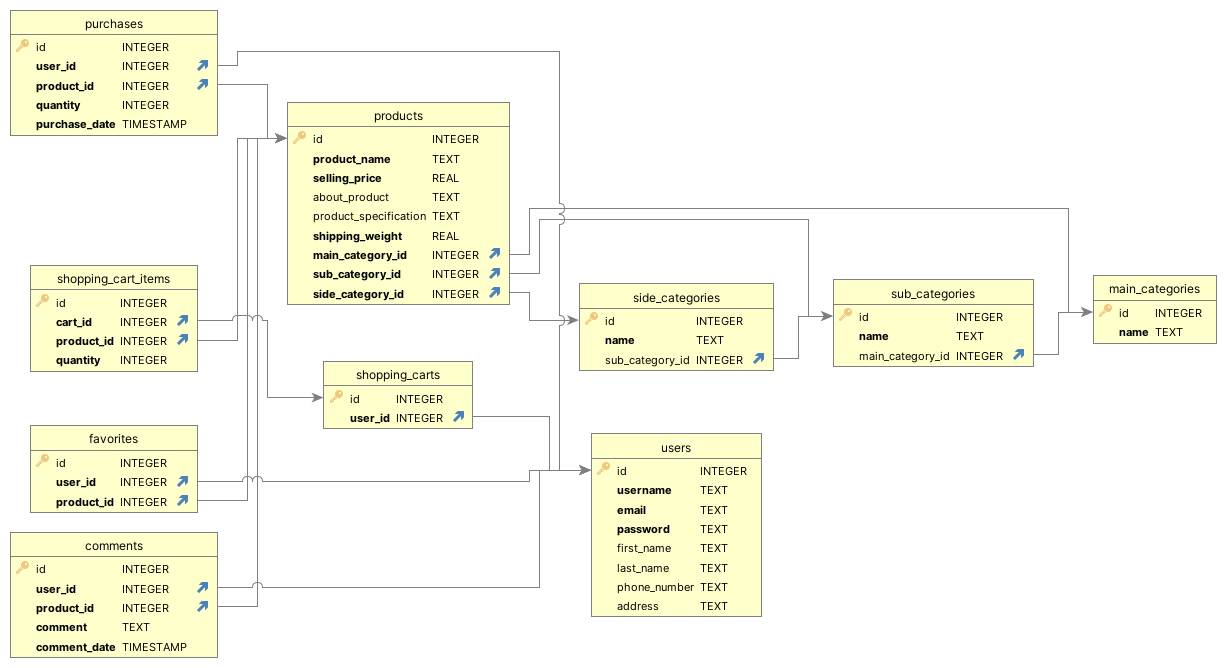 purchases
id INTEGER
user_id INTEGER
product_id INTEGER
quantity INTEGER
purchase_date TIMESTAMP
products
id INTEGER
product_name TEXT
selling_price REAL
about_product TEXT
product_specification TEXT
shipping_weight REAL
main_category_id INTEGER
sub_category_id INTEGER
side_category_id INTEGER
shopping_cart_items
id INTEGER
cart_id INTEGER
product_id INTEGER
quantity INTEGER
side_categories
id INTEGER
name TEXT
sub_category_id INTEGER
sub_categories
id INTEGER
name TEXT
main_category_id INTEGER
main_categories
id INTEGER
name TEXT
shopping_carts
id INTEGER
user_id INTEGER
favorites
id INTEGER
user_id INTEGER
product_id INTEGER
users
id INTEGER
username TEXT
email TEXT
password TEXT
first_name TEXT
last_name TEXT
phone_number TEXT
address TEXT
comments
id INTEGER
user_id INTEGER
product_id INTEGER
comment TEXT
comment_date TIMESTAMP